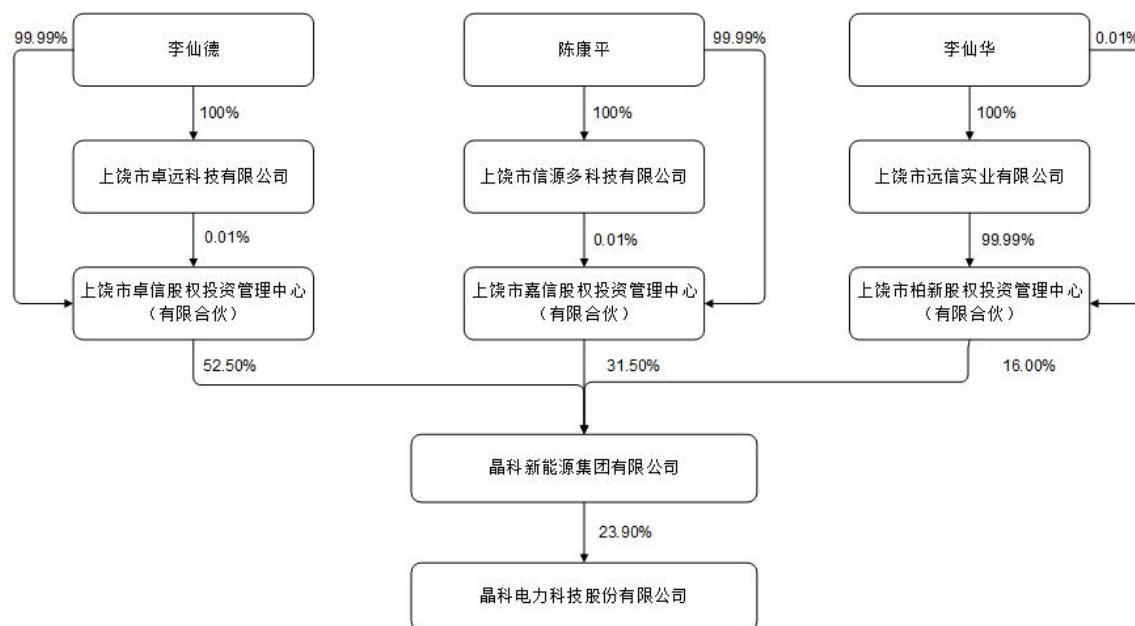 99.99%
李仙德
陈康平
99.99%
李仙华
0.01%
100%
100%
100%
上饶市卓远科技有限公司
上饶市信源多科技有限公司
上饶市远信实业有限公司
0.01%
0.01%
99.99%
上饶市卓信股权投资管理中心
（有限合伙）
上饶市嘉信股权投资管理中心
（有限合伙）
上饶市柏新股权投资管理中心
（有限合伙）
52.50%
31.50%
16.00%
晶科新能源集团有限公司
23.90%
晶科电力科技股份有限公司